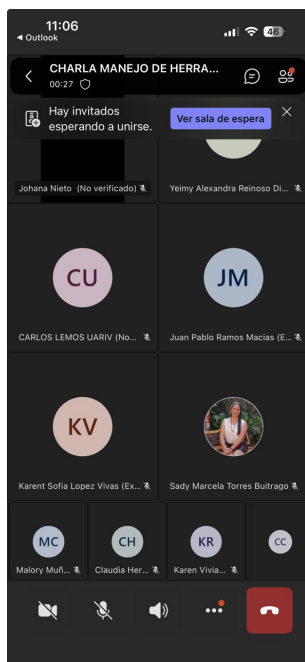 11:06
46
◄ Outlook
CHARLA MANEJO DE HERRA...
00:27
Hay invitados
esperando a unirse.
Ver sala de espera
Johana Nieto (No verificado)
Yeimy Alexandra Reinoso Di...
CU
JM
CARLOS LEMOS UARIV (No...
Juan Pablo Ramos Macias (E...
KV
Karent Sofia Lopez Vivas (Ex...
Sady Marcela Torres Buitrago
MC
CH
KR
CC
Malory Muñ...
Claudia Her...
Karen Vivia...